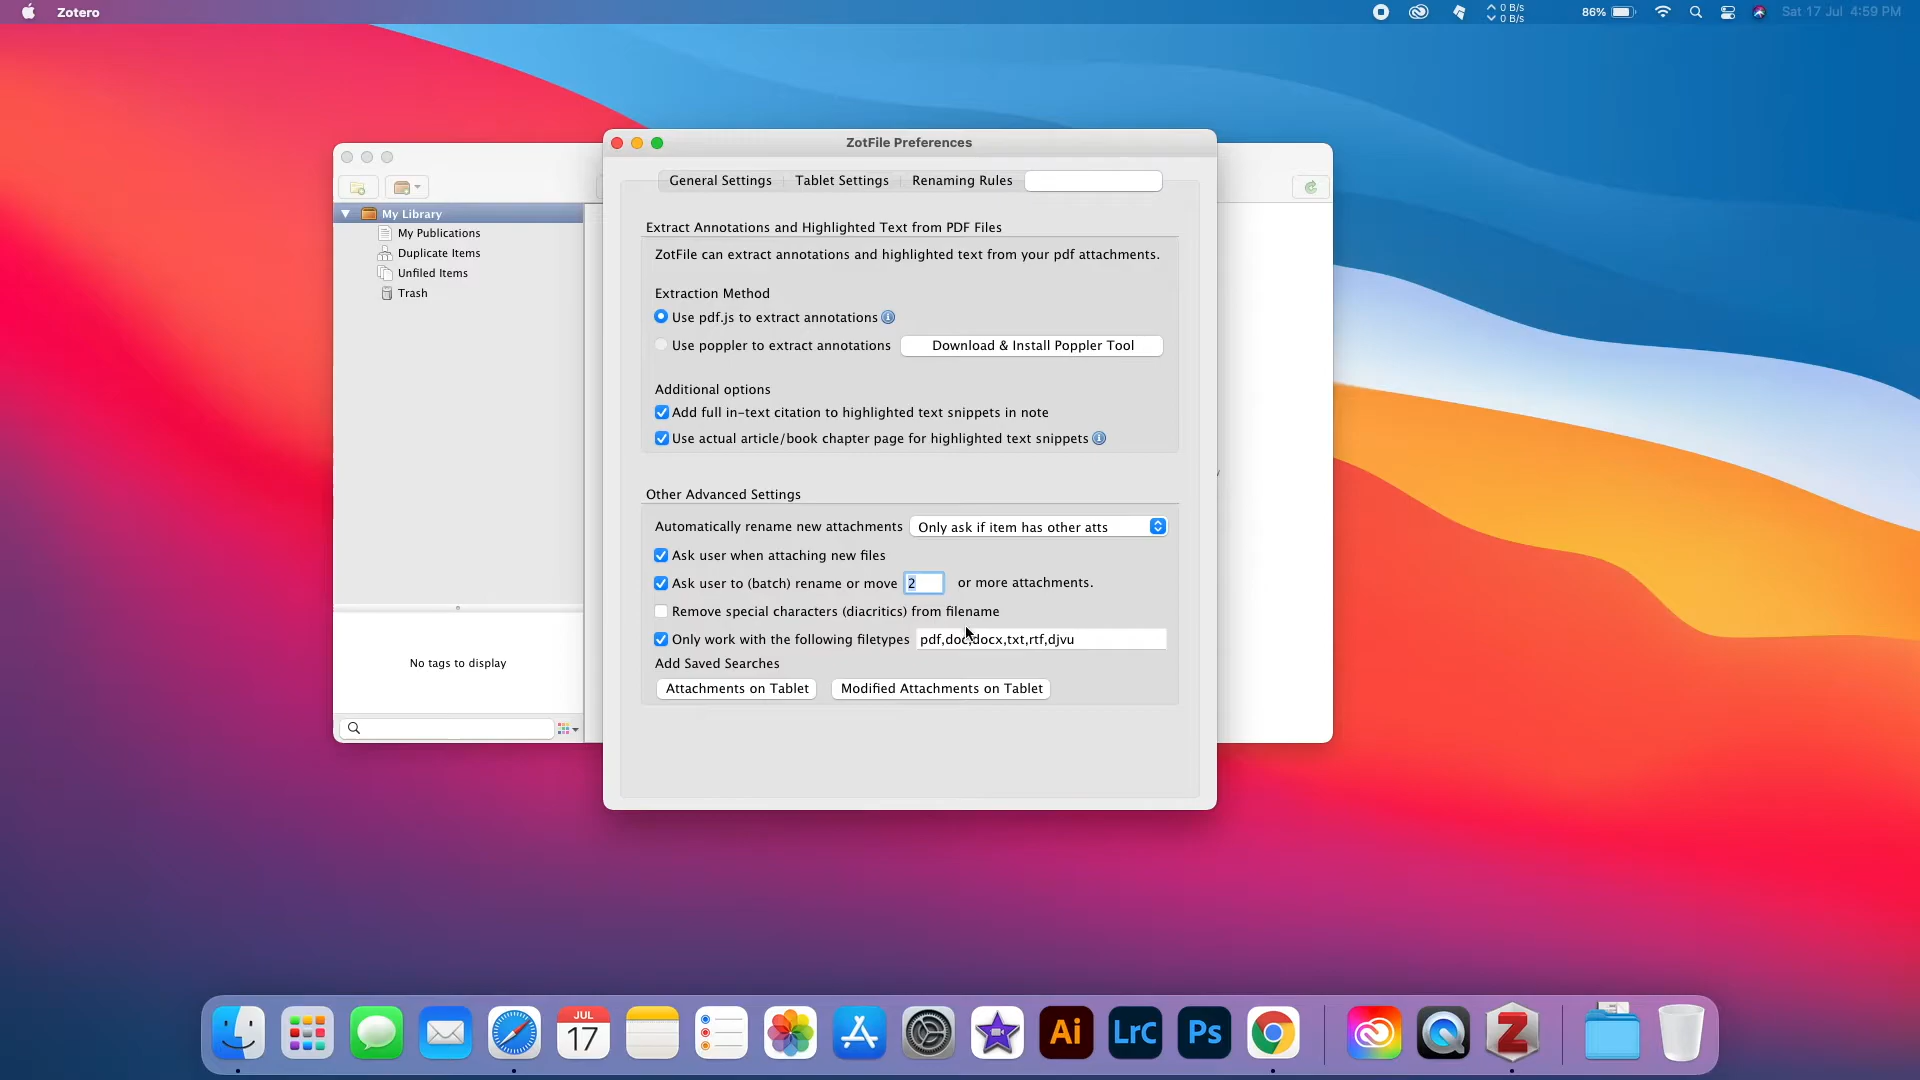 Zotero
0 B/s
0 B/s
86%
Sat 17 Jul 4:59 PM
ZotFile Preferences
General Settings
Tablet Settings
Renaming Rules
My Library
My Publications
Duplicate Items
Unfiled Items
Trash
No tags to display
Extract Annotations and Highlighted Text from PDF Files
ZotFile can extract annotations and highlighted text from your pdf attachments.
Extraction Method
Use pdf.js to extract annotations
Use poppler to extract annotations
Download & Install Poppler Tool
Additional options
Add full in-text citation to highlighted text snippets in note
Use actual article/book chapter page for highlighted text snippets
Other Advanced Settings
Automatically rename new attachments
Only ask if item has other atts
Ask user when attaching new files
Ask user to (batch) rename or move 2 or more attachments.
Remove special characters (diacritics) from filename
Only work with the following filetypes pdf,doc,docx,txt,rtf,djvu
Add Saved Searches
Attachments on Tablet
Modified Attachments on Tablet
JUL
17
Ai
LrC
Ps
Z